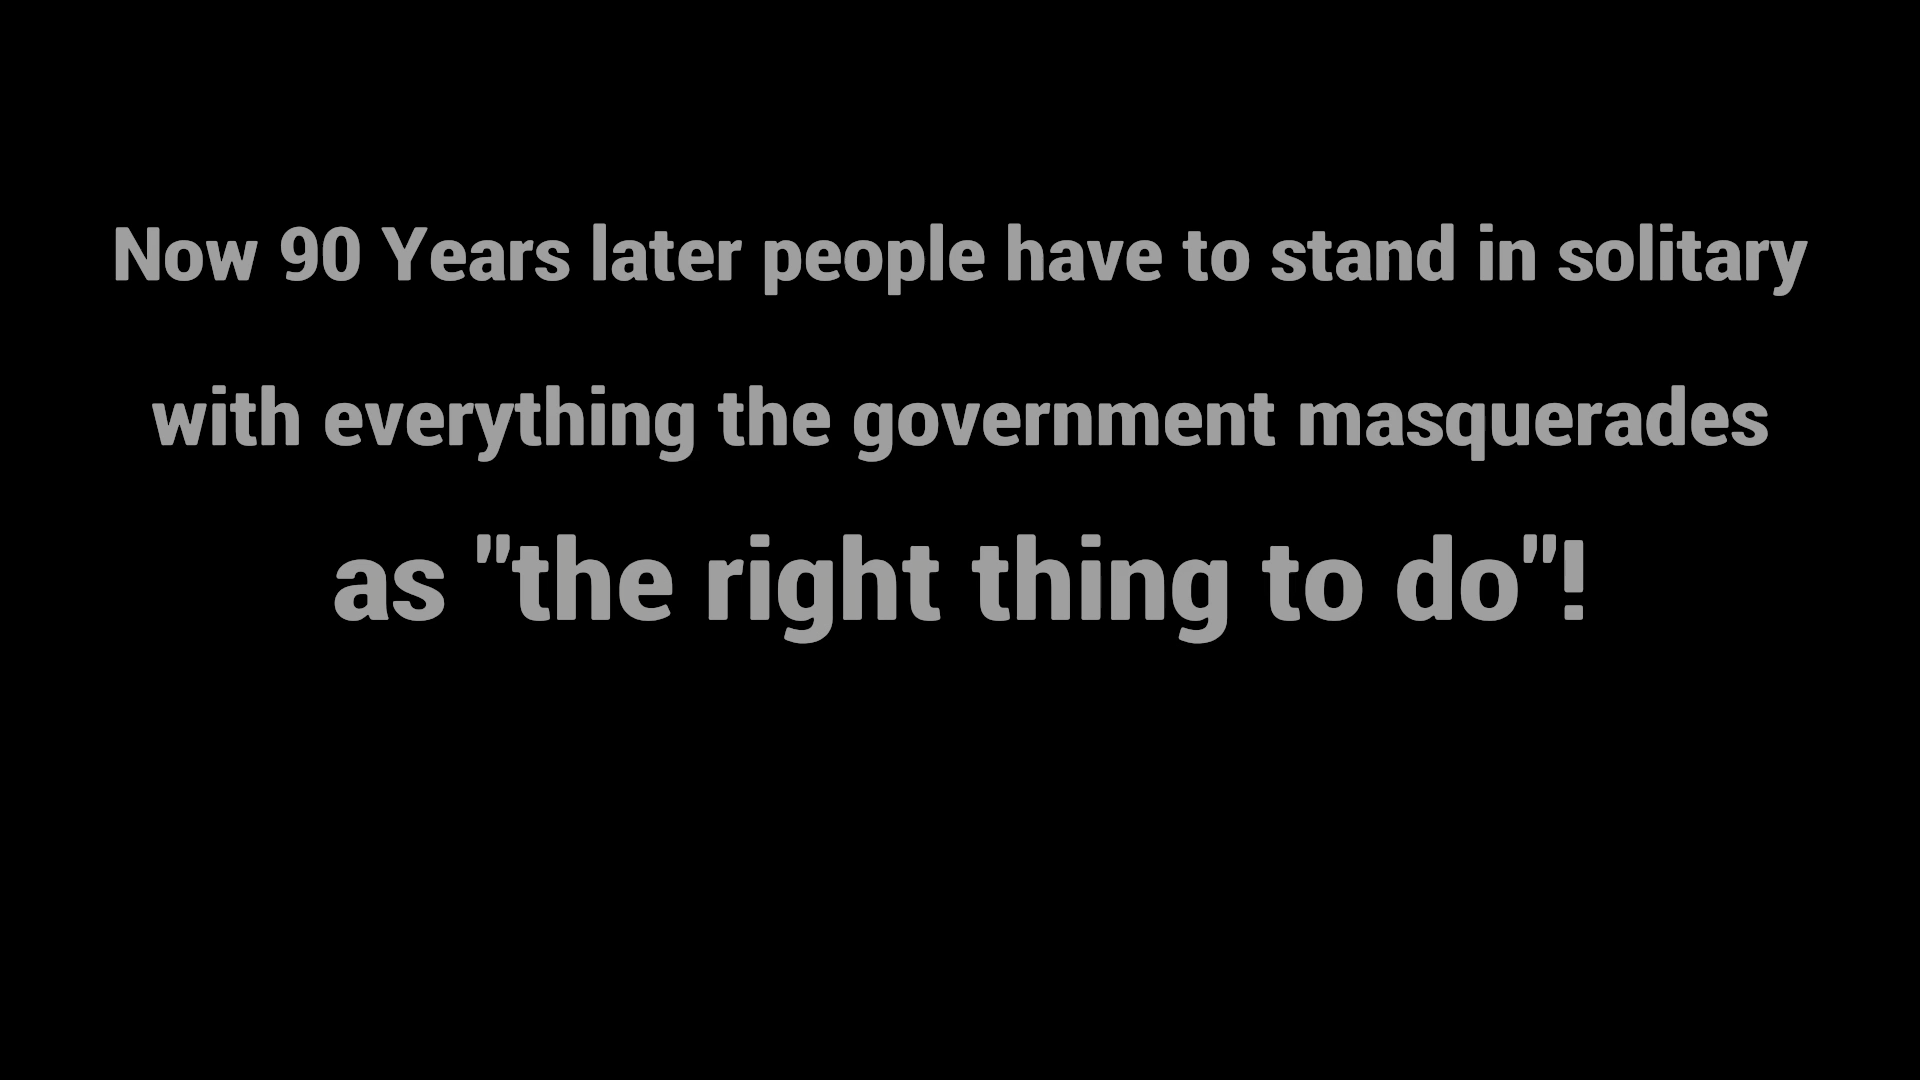 Now 90 Years later people have to stand in solitary
with everything the government masquerades
as "the right thing to do"!